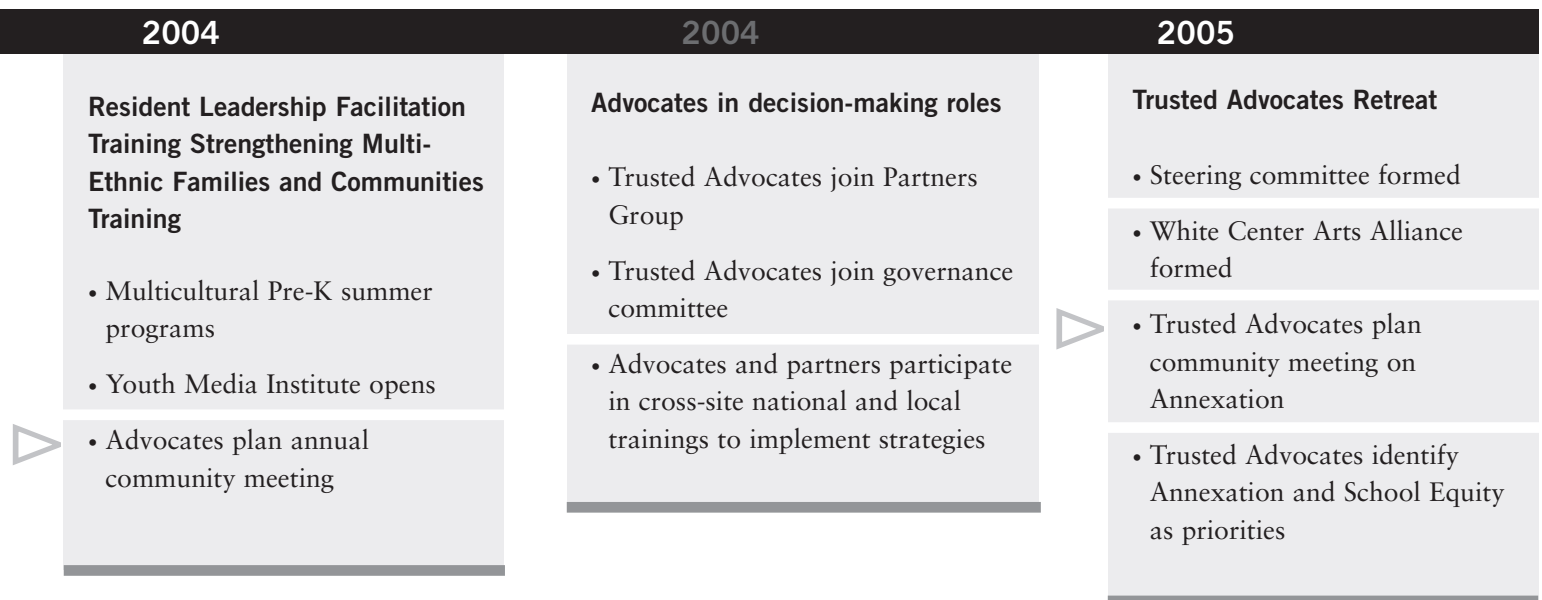 2004
Resident Leadership Facilitation
Training Strengthening Multi-
Ethnic Families and Communities
Training
• Multicultural Pre-K summer
programs
• Youth Media Institute opens
• Advocates plan annual
community meeting
2004
Advocates in decision-making roles
• Trusted Advocates join Partners
Group
• Trusted Advocates join governance
committee
• Advocates and partners participate
in cross-site national and local
trainings to implement strategies
2005
Trusted Advocates Retreat
• Steering committee formed
• White Center Arts Alliance
formed
• Trusted Advocates plan
community meeting on
Annexation
• Trusted Advocates identify
Annexation and School Equity
as priorities